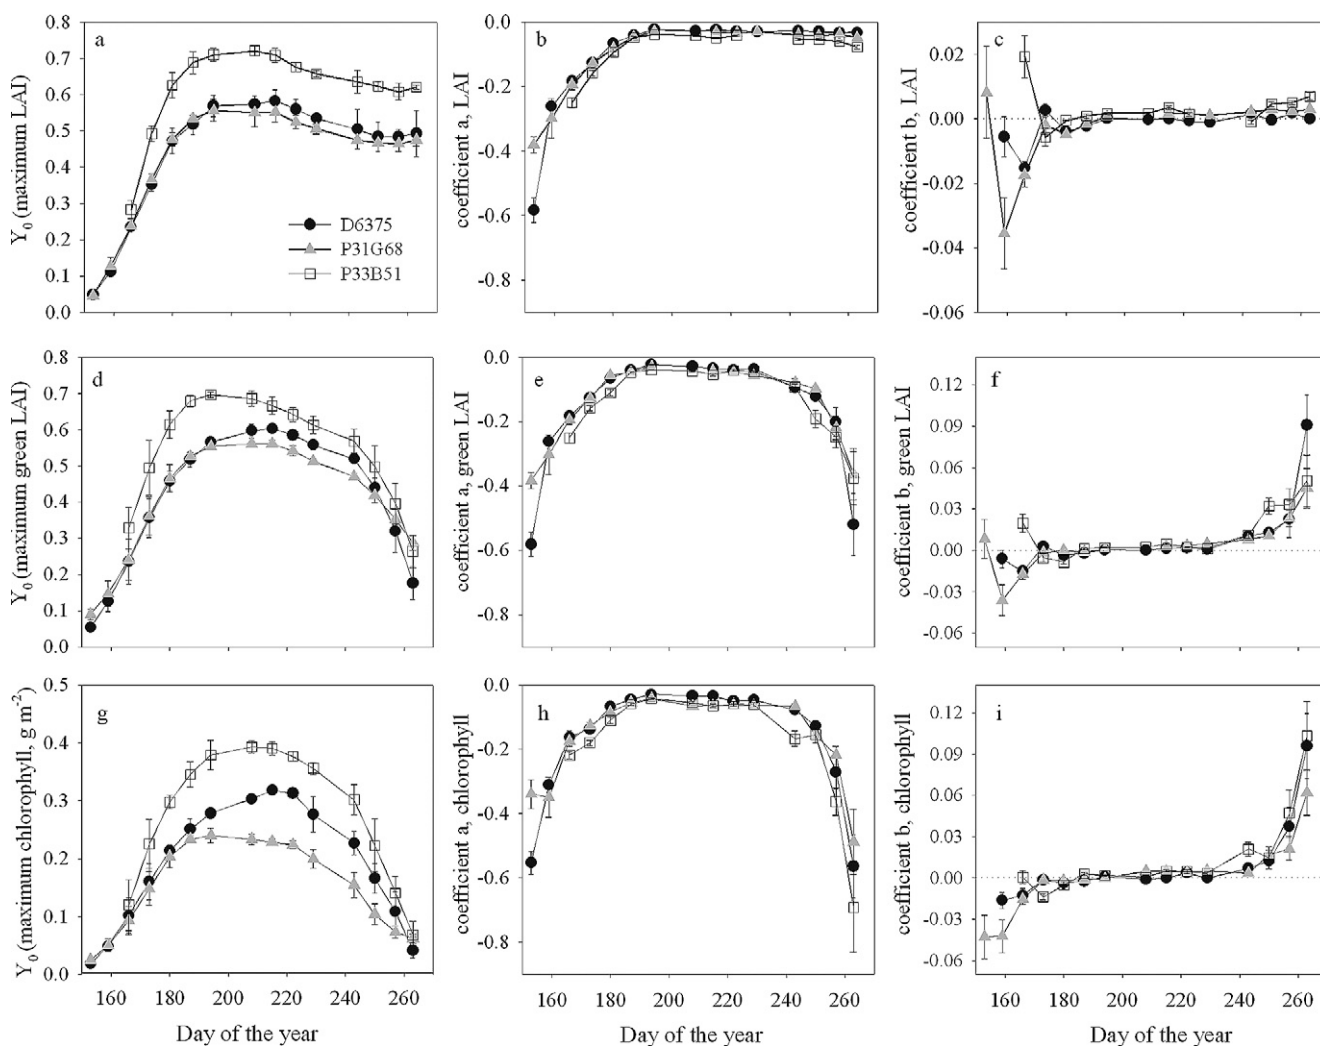 a
Y0 (maximum LAI)
0.8
0.7
0.6
0.5
0.4
0.3
0.2
0.1
0.0
D6375
P31G68
P33B51
b
coefficient a, LAI
0.0
-0.2
-0.4
-0.6
-0.8
160 180 200 220 240 260
c
coefficient b, LAI
0.02
0.00
-0.02
-0.04
-0.06
d
Y0 (maximum green LAI)
0.8
0.7
0.6
0.5
0.4
0.3
0.2
0.1
0.0
e
coefficient a, green LAI
0.0
-0.2
-0.4
-0.6
-0.8
f
coefficient b, green LAI
0.12
0.09
0.06
0.03
0.00
-0.03
-0.06
g
Y0 (maximum chlorophyll, g m-2)
0.5
0.4
0.3
0.2
0.1
0.0
160 180 200 220 240 260
Day of the year
h
coefficient a, chlorophyll
0.0
-0.2
-0.4
-0.6
-0.8
160 180 200 220 240 260
Day of the year
i
coefficient b, chlorophyll
0.12
0.09
0.06
0.03
0.00
-0.03
-0.06
160 180 200 220 240 260
Day of the year